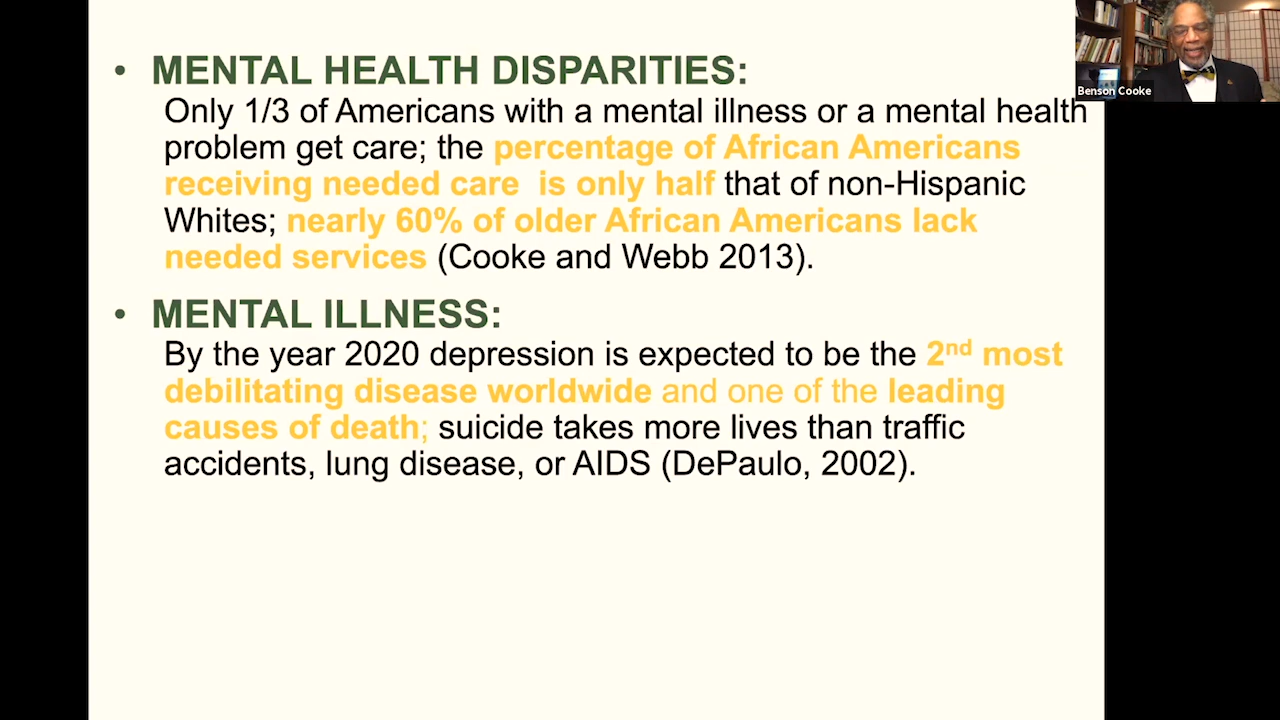 • MENTAL HEALTH DISPARITIES:
Only 1/3 of Americans with a mental illness or a mental health
problem get care; the percentage of African Americans
receiving needed care  is only half that of non-Hispanic
Whites; nearly 60% of older African Americans lack
needed services (Cooke and Webb 2013).
• MENTAL ILLNESS:
By the year 2020 depression is expected to be the 2nd most
debilitating disease worldwide and one of the leading
causes of death; suicide takes more lives than traffic
accidents, lung disease, or AIDS (DePaulo, 2002).
Benson Cooke